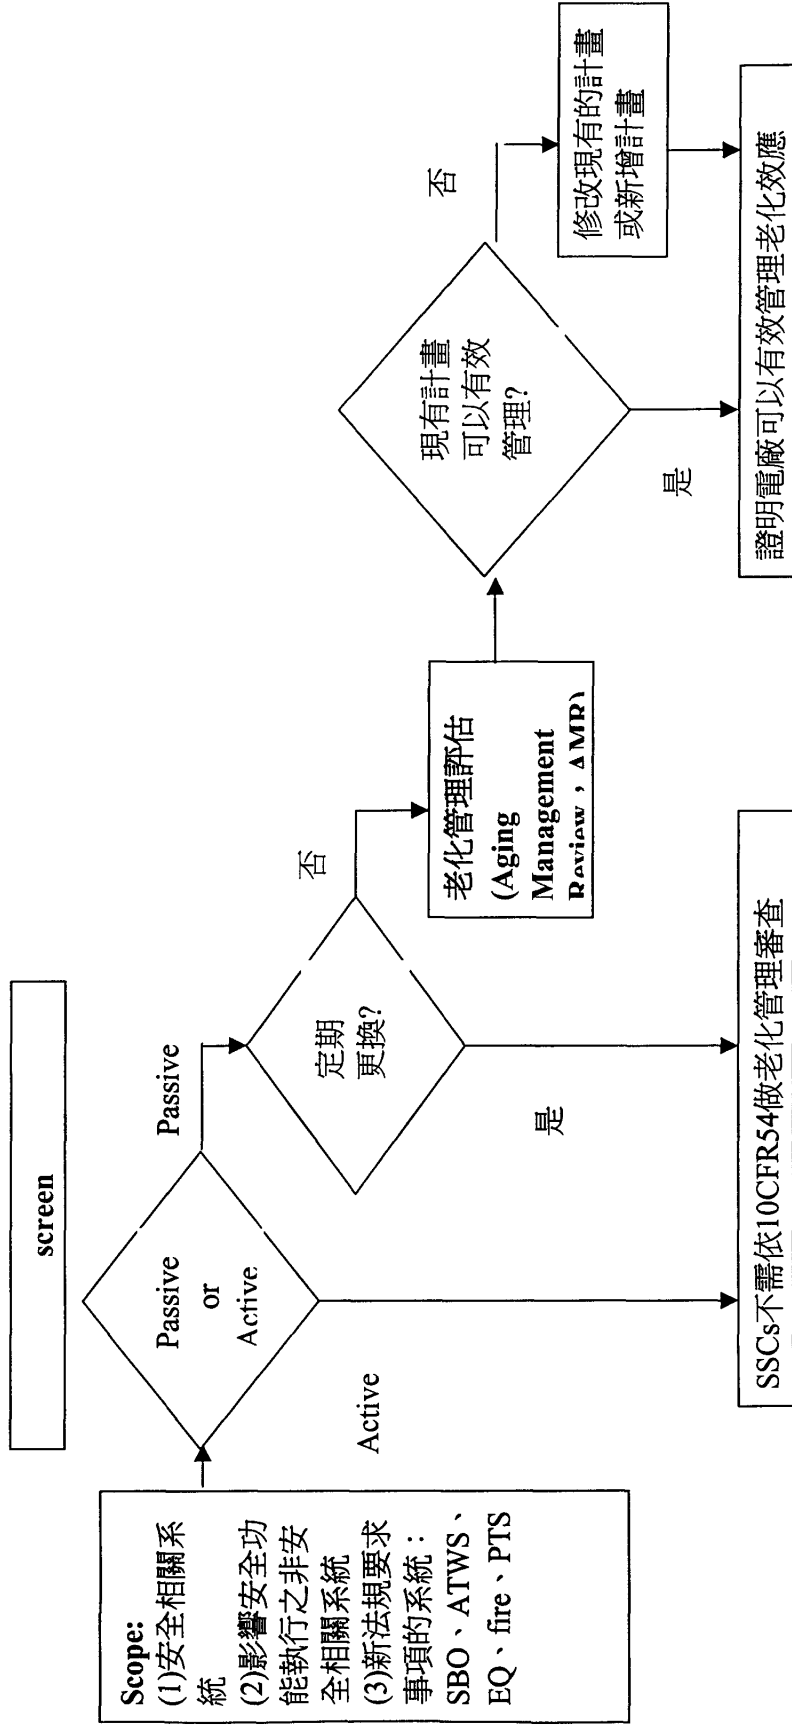 screen
Scope:
(1)安全相關系
統
(2)影響安全功
能執行之非安
全相關系統
(3)新法規要求
事項的系統：
SBO、ATWS、
EQ、fire、PTS
Passive
or
Active
Passive
Active
定期
更換?
否
是
老化管理評估
(Aging
Management
Review，AMR)
現有計畫
可以有效
管理?
否
是
修改現有的計畫
或新增計畫
SSCs不需依10CFR54做老化管理審查
證明電廠可以有效管理老化效應